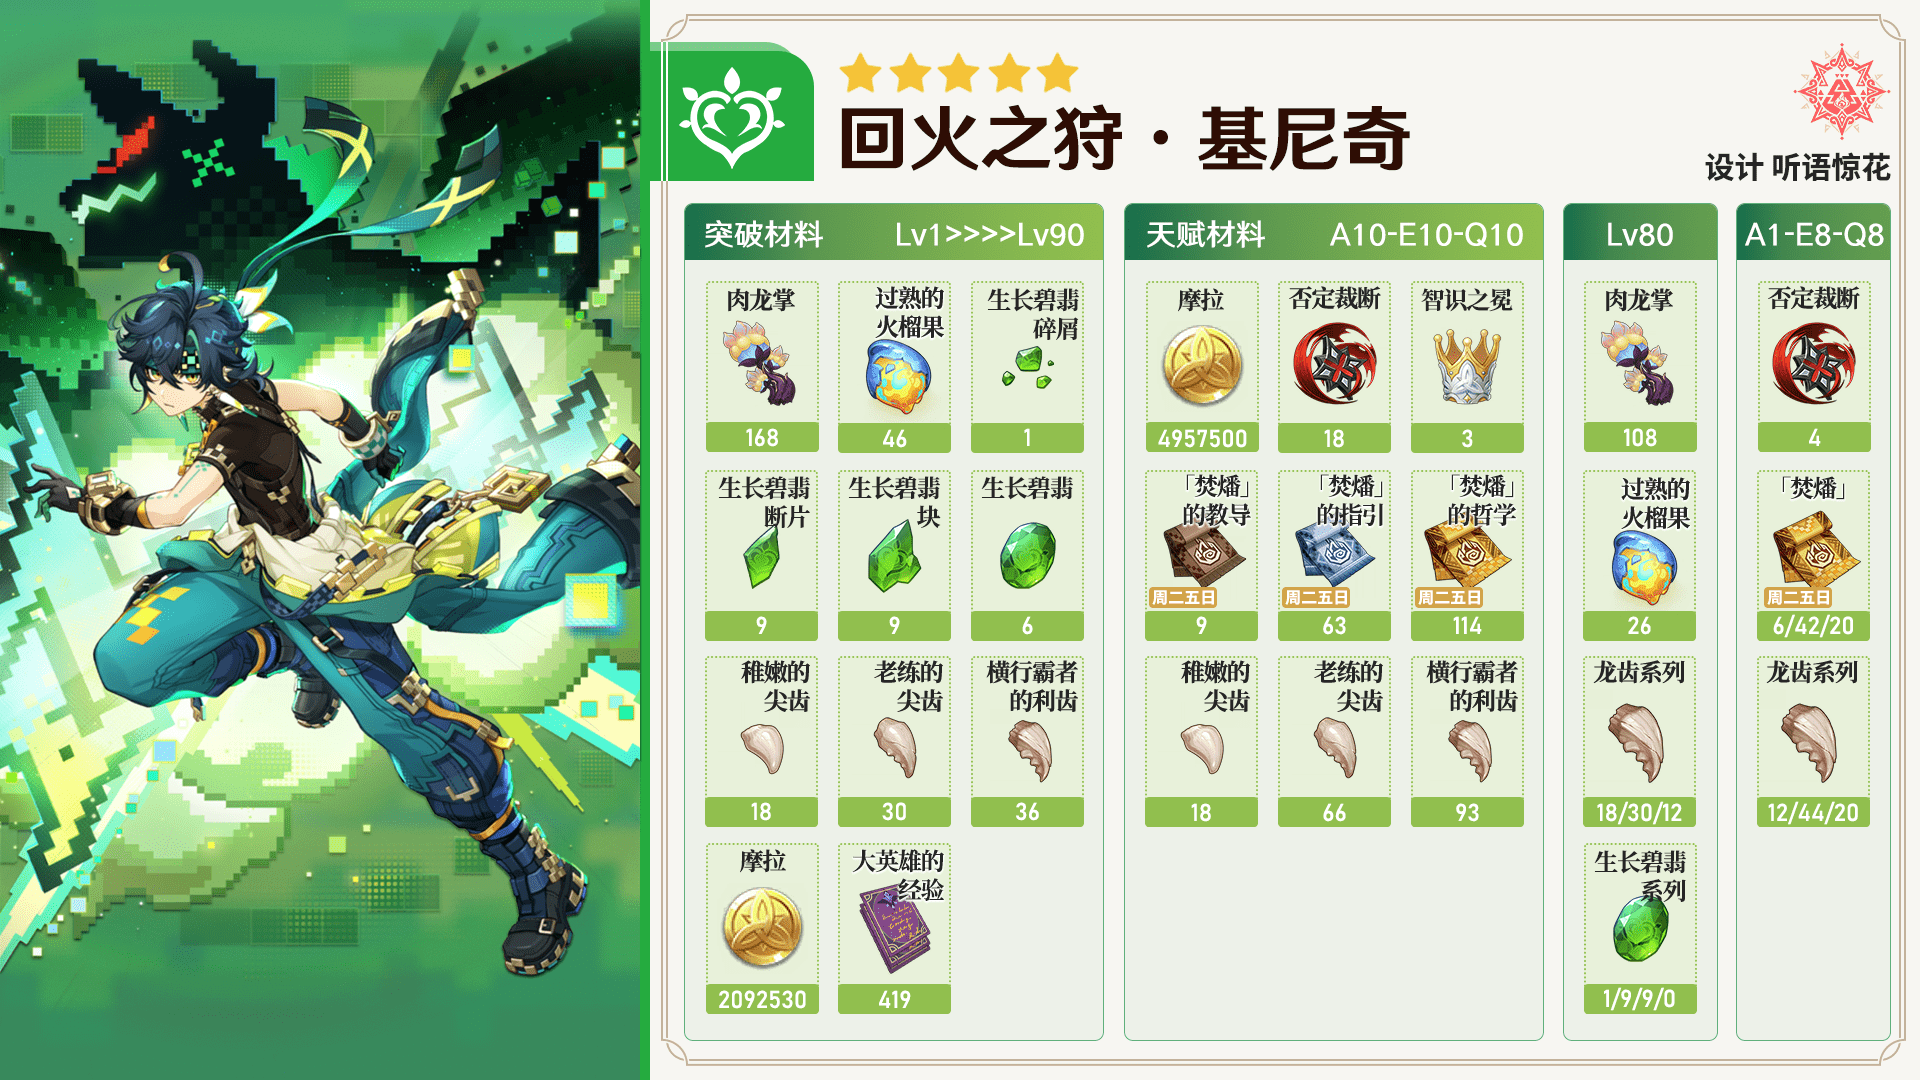 回火之狩·基尼奇
设计 听语惊花
突破材料 Lv1>>>>Lv90
肉龙掌
168
过熟的
火榴果
46
生长碧翡
碎屑
1
生长碧翡
断片
9
生长碧翡
块
9
生长碧翡
6
稚嫩的
尖齿
18
老练的
尖齿
30
横行霸者
的利齿
36
摩拉
2092530
大英雄的
经验
419
天赋材料 A10-E10-Q10
摩拉
4957500
否定裁断
18
智识之冕
3
「焚燔」
的教导
周二五日
9
「焚燔」
的指引
周二五日
63
「焚燔」
的哲学
周二五日
114
稚嫩的
尖齿
18
老练的
尖齿
66
横行霸者
的利齿
93
Lv80
肉龙掌
108
过熟的
火榴果
26
龙齿系列
18/30/12
生长碧翡
系列
1/9/9/0
A1-E8-Q8
否定裁断
4
「焚燔」
周二五日
6/42/20
龙齿系列
12/44/20